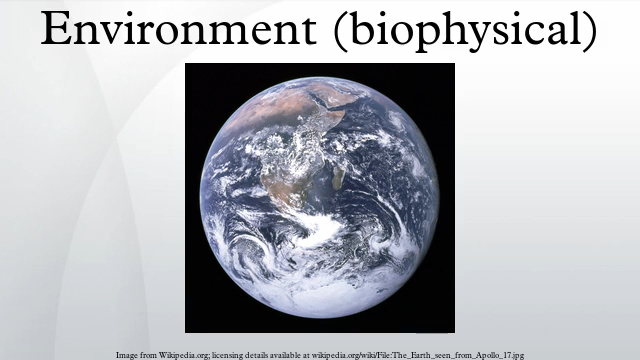 Environment (biophysical)
Image from Wikipedia.org; licensing details available at wikipedia.org/wiki/File:The_Earth_seen_from_Apollo_17.jpg